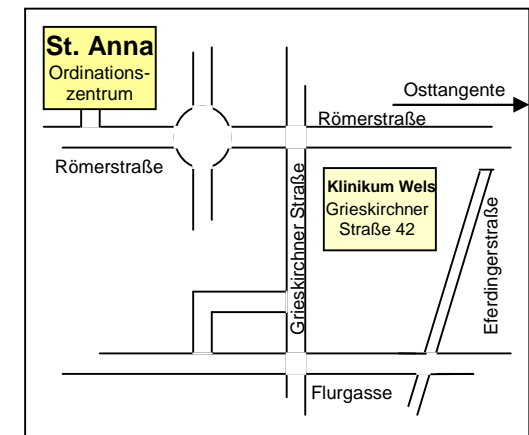 St. Anna
Ordinations-
zentrum
Osttangente
Römerstraße
Römerstraße
Klinikum Wels
Grieskirchner
Straße 42
Grieskirchner Straße
Eferdingerstraße
Flurgasse